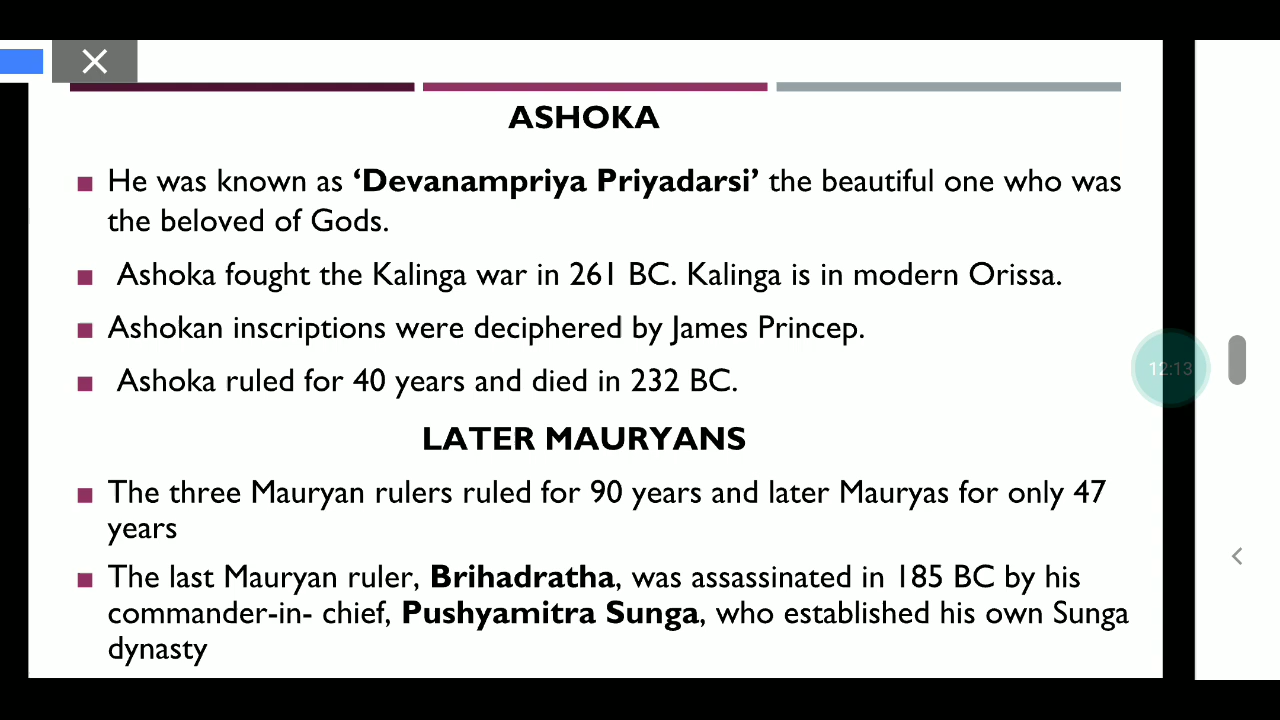 ASHOKA
He was known as ‘Devanampriya Priyadarsi’ the beautiful one who was
the beloved of Gods.
Ashoka fought the Kalinga war in 261 BC. Kalinga is in modern Orissa.
Ashokan inscriptions were deciphered by James Princep.
12:13
Ashoka ruled for 40 years and died in 232 BC.
LATER MAURYANS
The three Mauryan rulers ruled for 90 years and later Mauryas for only 47
years
The last Mauryan ruler, Brihadratha, was assassinated in 185 BC by his
commander-in- chief, Pushyamitra Sunga, who established his own Sunga
dynasty